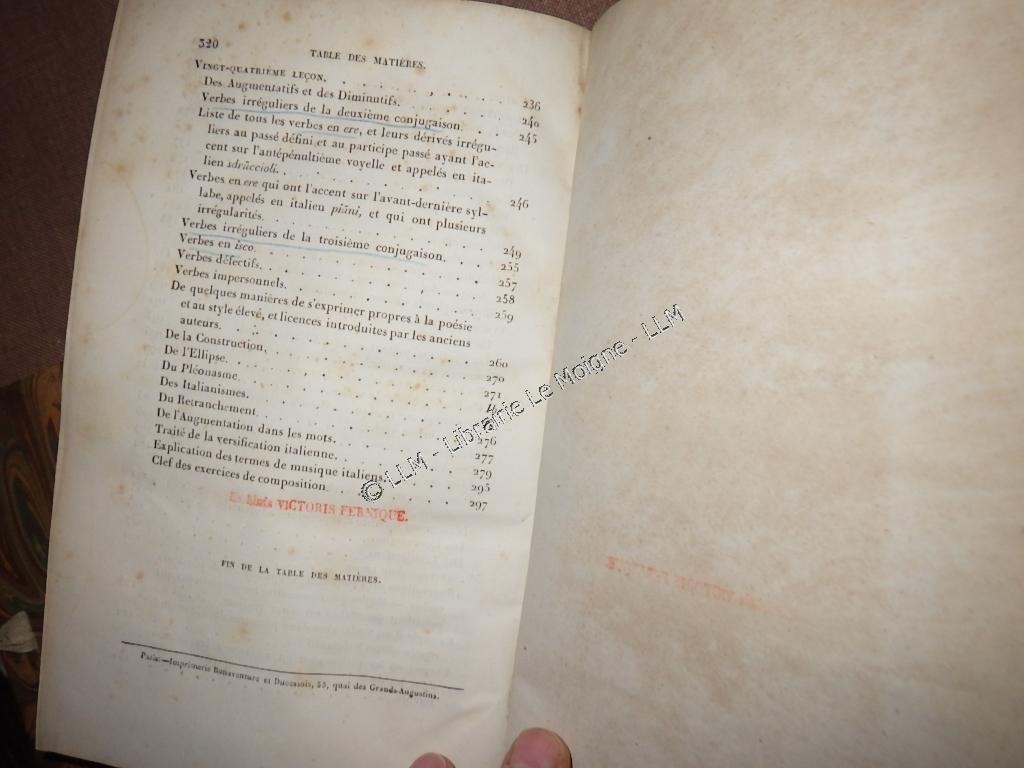 320
TABLE DES MATIÈRES.
VINGT-QUATRIÈME LEÇON. . . . . . . . . . 236
Des Augmentatifs et des Diminutifs. . . . . . 240
Verbes irréguliers de la deuxième conjugaison. . . 245
Liste de tous les verbes en ere, et leurs dérivés irrégu-
liers au passé défini et au participe passé ayant l'ac-
cent sur l'antépénultième voyelle et appelés en ita-
lien sdrùccioli. . . . . . . . . . . 246
Verbes en ere qui ont l'accent sur l'avant-dernière syl-
labe, appelés en italien piáni, et qui ont plusieurs
irrégularités. . . . . . . . . . . 249
Verbes irréguliers de la troisième conjugaison. . . 255
Verbes en isco. . . . . . . . . . . 257
Verbes défectifs. . . . . . . . . . . 258
Verbes impersonnels. . . . . . . . . . 259
De quelques manières de s'exprimer propres à la poésie
et au style élevé, et licences introduites par les anciens
auteurs. . . . . . . . . . . 260
De la Construction. . . . . . . . . . 270
De l'Ellipse. . . . . . . . . . . 271
Du Pléonasme. . . . . . . . . . .
Des Italianismes. . . . . . . . . . .
Du Retranchement. . . . . . . . . . 276
De l'Augmentation dans les mots. . . . . . 277
Traité de la versification italienne. . . . . . 279
Explication des termes de musique italiens. . . . 295
Clef des exercices de composition. . . . . . 297
VICTORIS FERNIQUE.
FIN DE LA TABLE DES MATIÈRES.
Paris.—Imprimerie Bonaventure et Ducessois, 55, quai des Grands-Augustins.
© LLM - Librairie Le Moigne - LLM